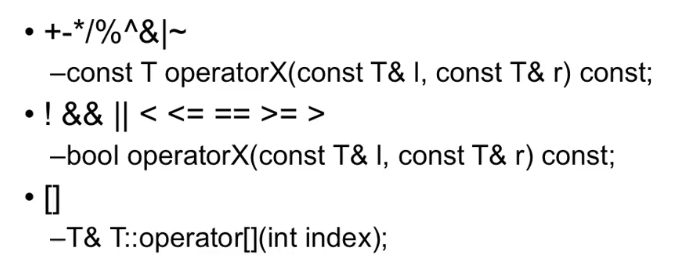 • +-*/%^&|~
–const T operatorX(const T& l, const T& r) const;
• ! && || < <= == >= >
–bool operatorX(const T& l, const T& r) const;
• []
–T& T::operator[](int index);